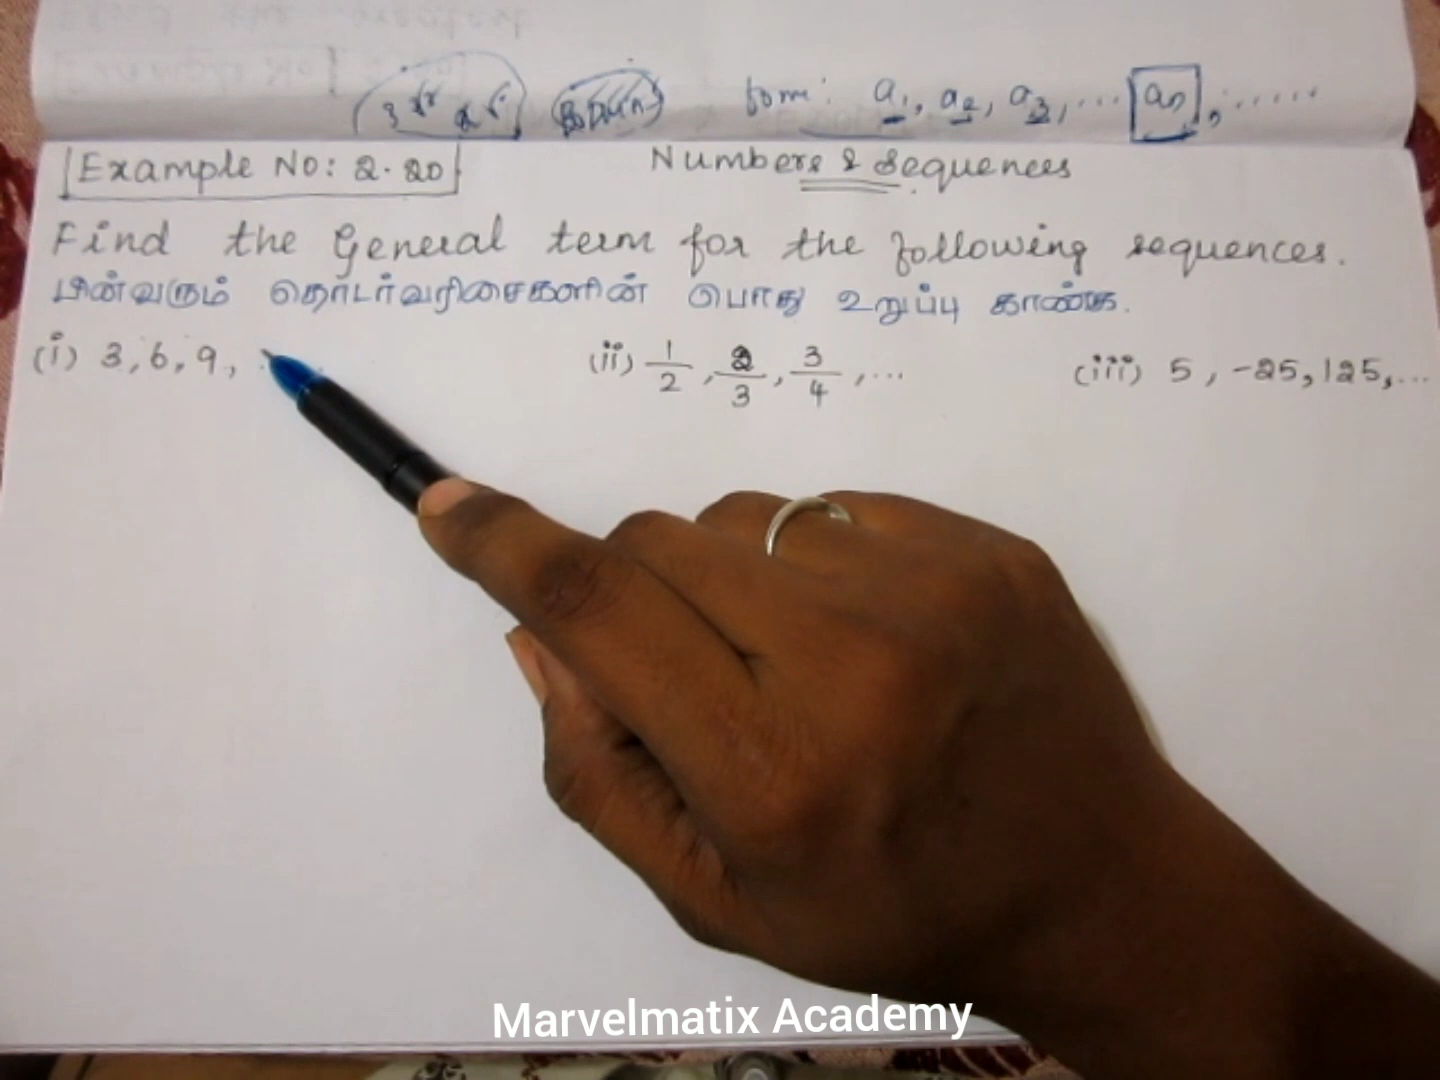 form: a₁, a₂, a₃, ... aₙ, .....
Example No: 2.20
Numbers & Sequences
Find the General term for the following sequences.
பின்வரும் தொடர்வரிசைகளின் பொது உறுப்பு காண்க.
(i) 3, 6, 9, (ii) 1/2, 2/3, 3/4, ... (iii) 5, -25, 125, ...
Marvelmatix Academy